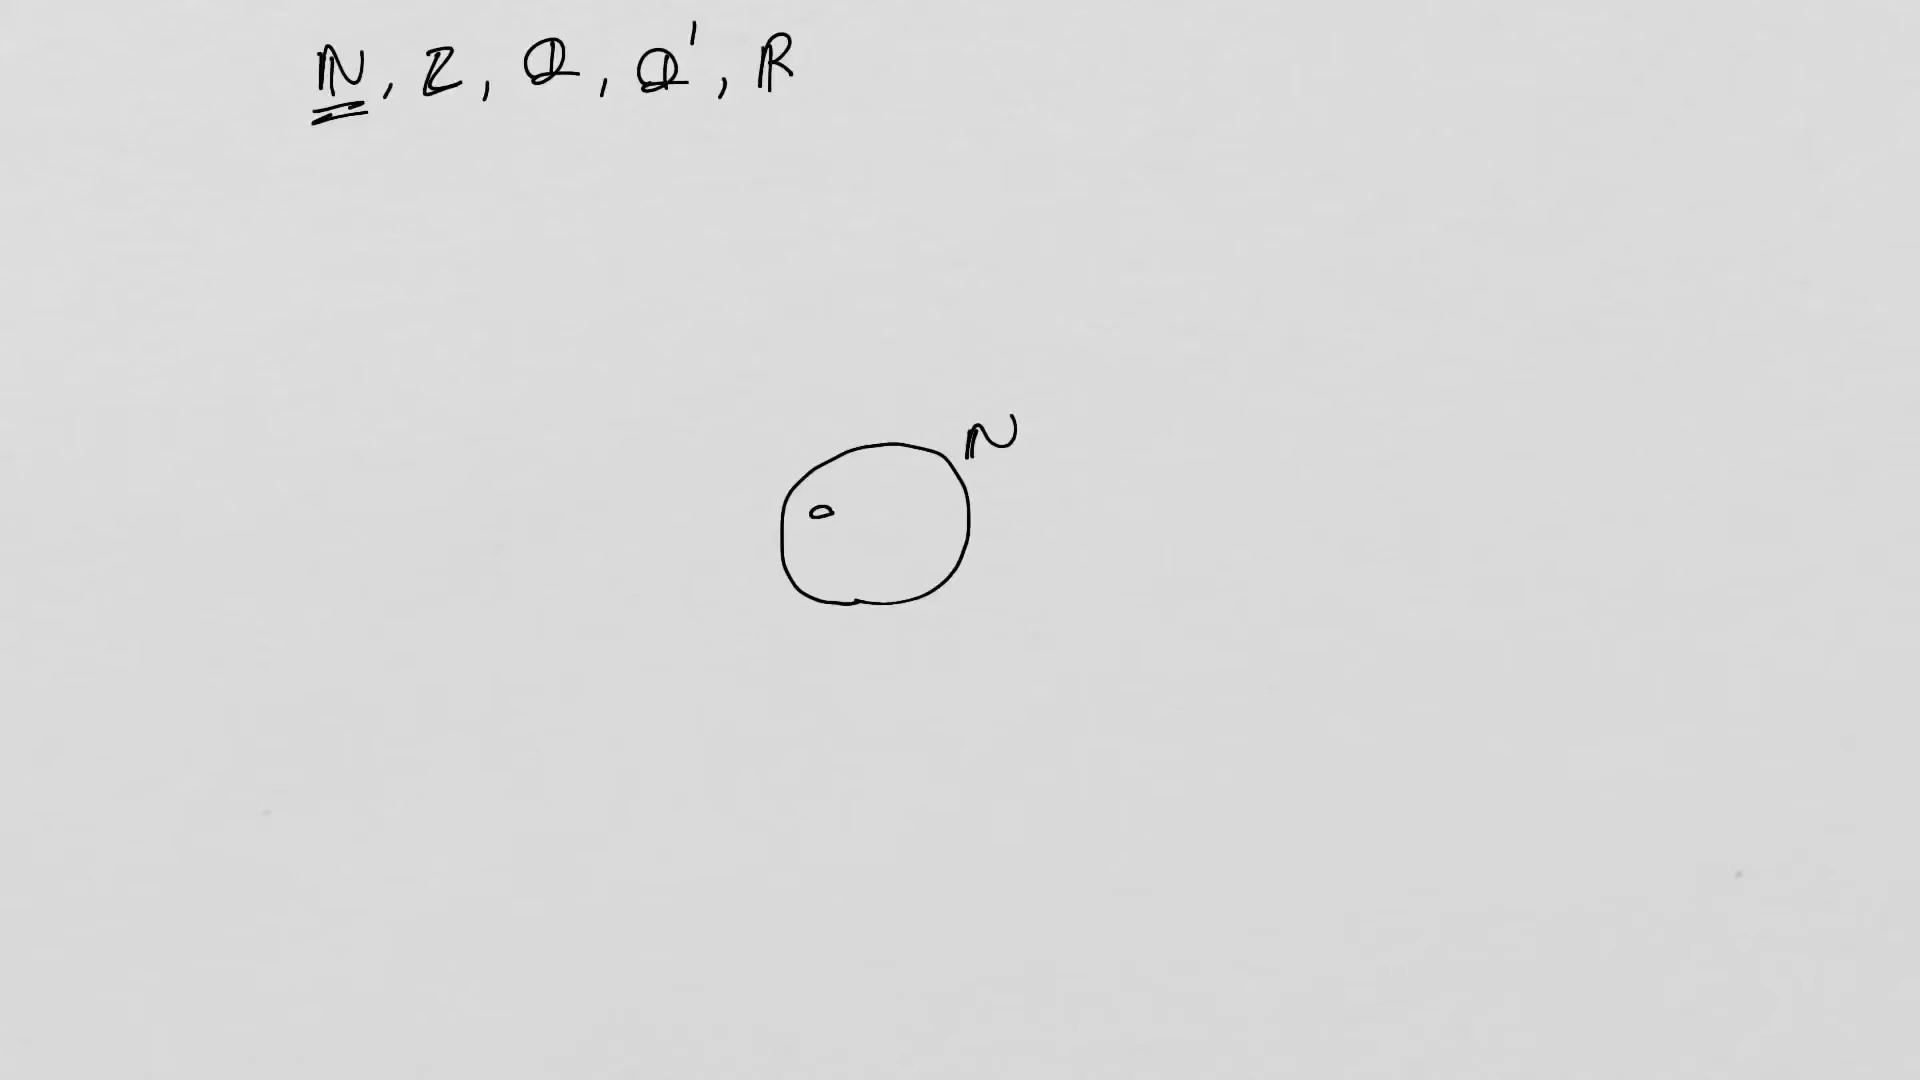 ℕ, ℤ, ℚ, ℚ', ℝ
ℕ
0